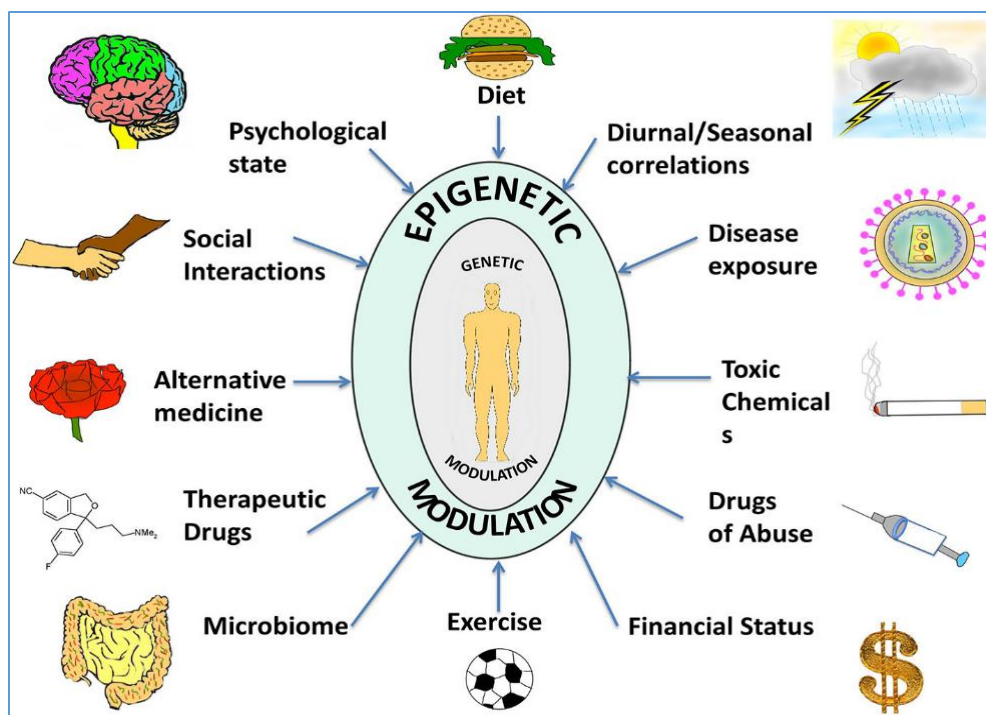 Diet
Psychological
state
Diurnal/Seasonal
correlations
EPIGENETIC
GENETIC
Social
Interactions
Disease
exposure
Alternative
medicine
Toxic
Chemical
s
MODULATION
MODULATION
NC
O
NMe2
F
Therapeutic
Drugs
Drugs
of Abuse
Microbiome
Exercise
Financial Status
$